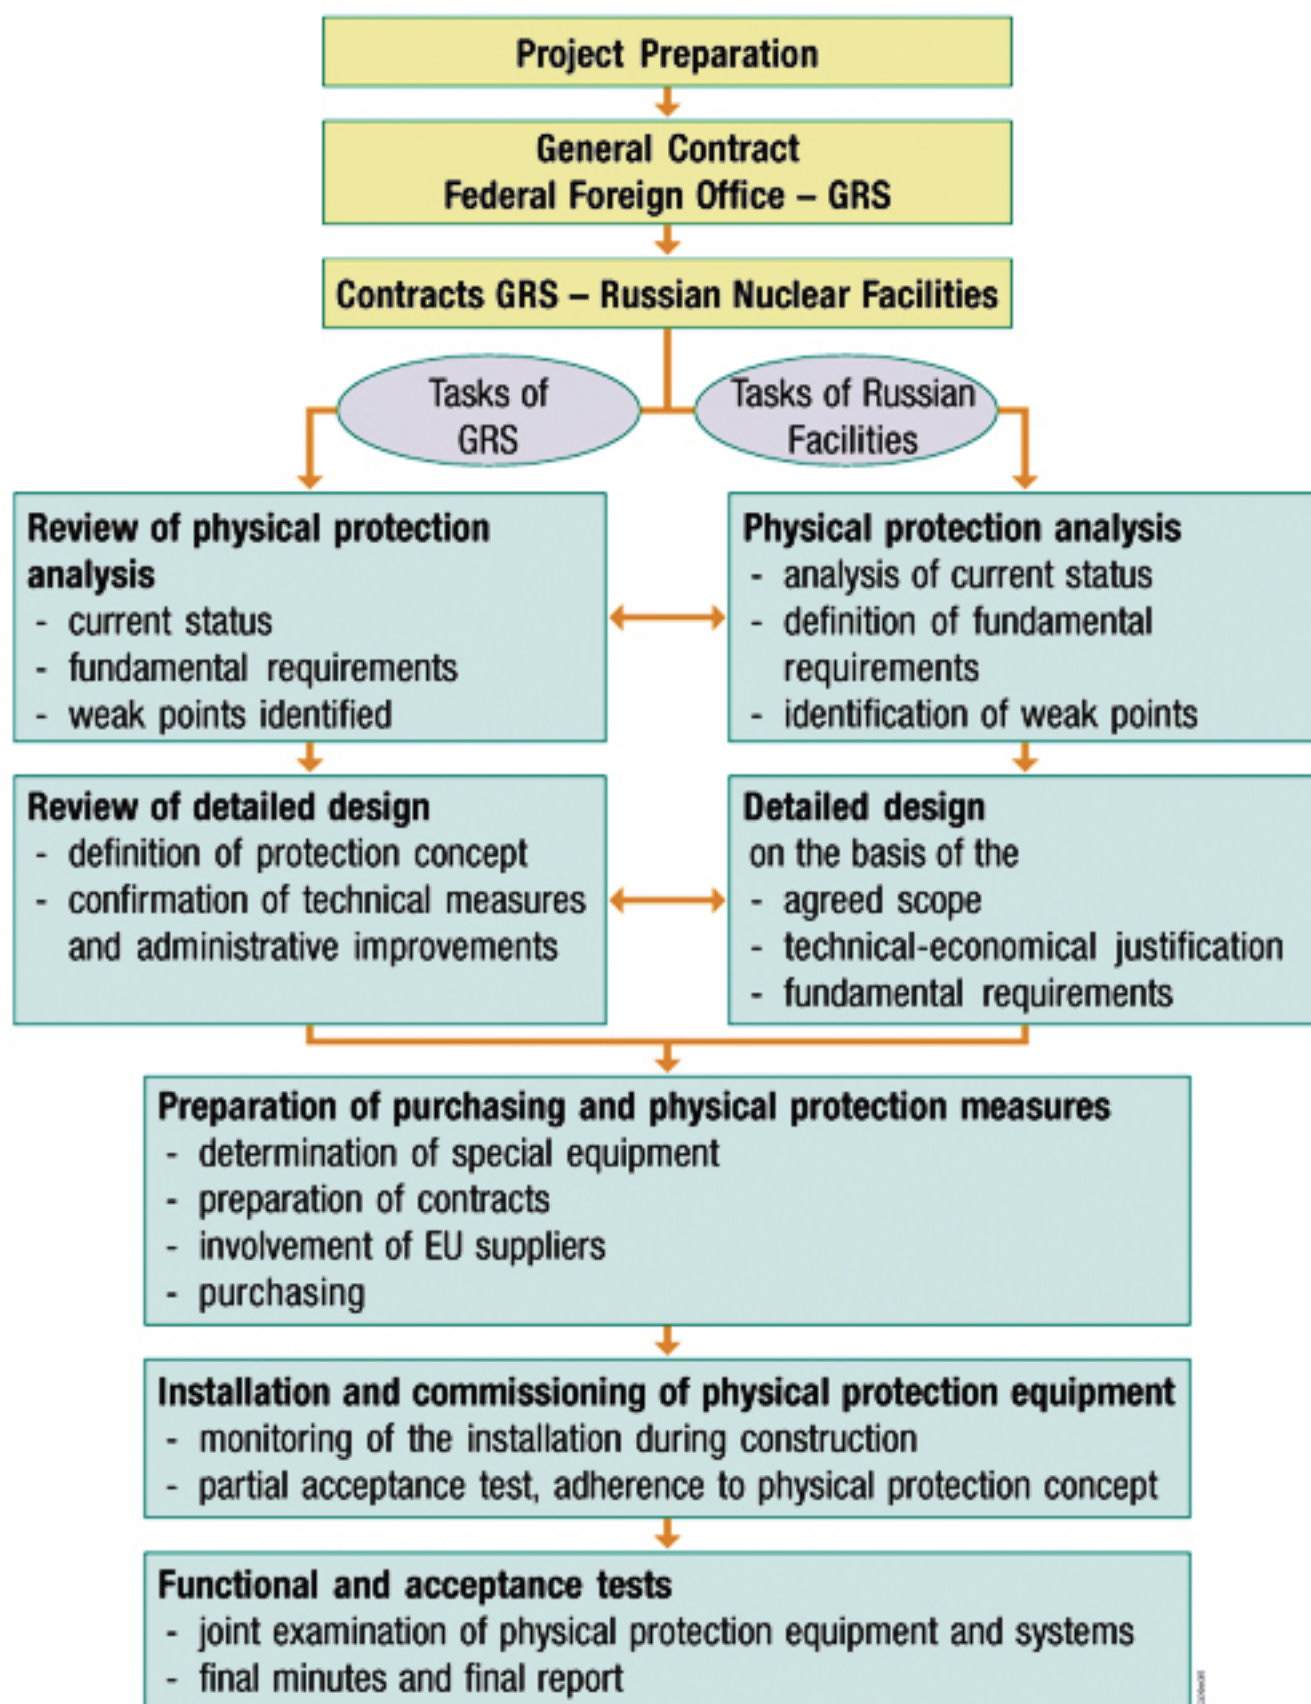 Project Preparation
General Contract
Federal Foreign Office – GRS
Contracts GRS – Russian Nuclear Facilities
Tasks of
GRS
Tasks of Russian
Facilities
Review of physical protection
analysis
- current status
- fundamental requirements
- weak points identified
Physical protection analysis
- analysis of current status
- definition of fundamental
requirements
- identification of weak points
Review of detailed design
- definition of protection concept
- confirmation of technical measures
and administrative improvements
Detailed design
on the basis of the
- agreed scope
- technical-economical justification
- fundamental requirements
Preparation of purchasing and physical protection measures
- determination of special equipment
- preparation of contracts
- involvement of EU suppliers
- purchasing
Installation and commissioning of physical protection equipment
- monitoring of the installation during construction
- partial acceptance test, adherence to physical protection concept
Functional and acceptance tests
- joint examination of physical protection equipment and systems
- final minutes and final report